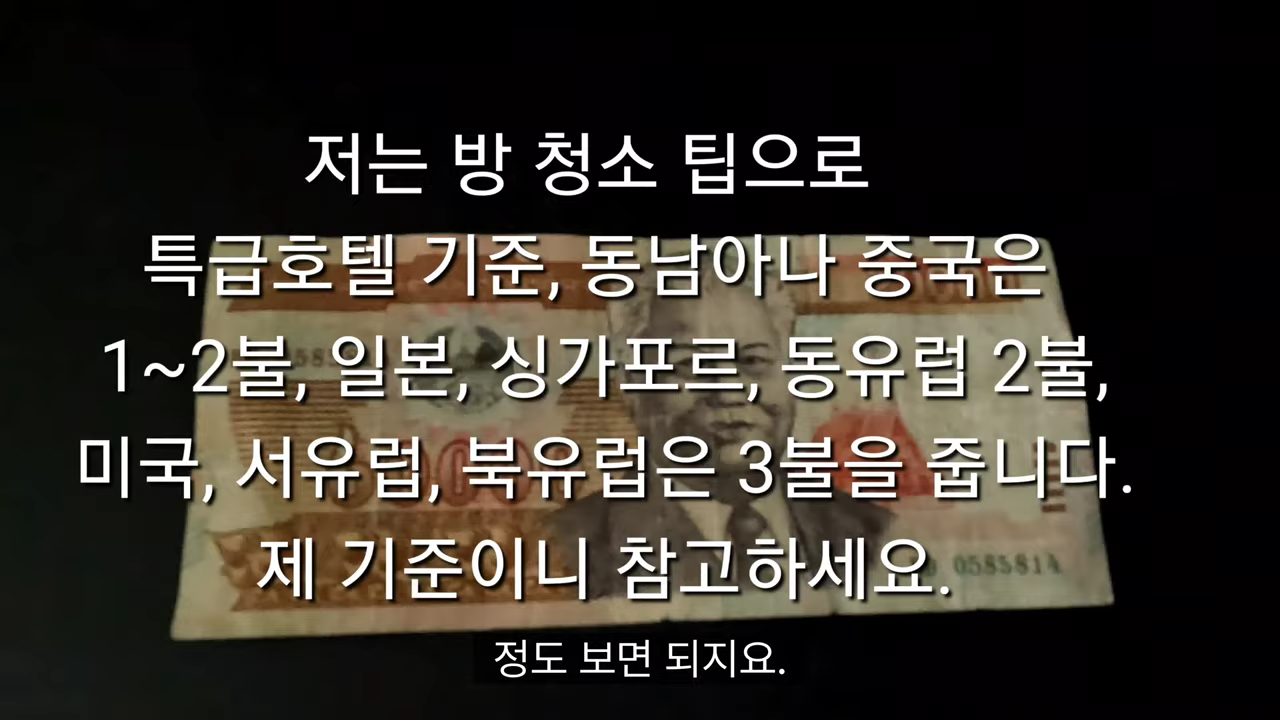 저는 방 청소 팁으로
특급호텔 기준, 동남아나 중국은
1~2불, 일본, 싱가포르, 동유럽 2불,
미국, 서유럽, 북유럽은 3불을 줍니다.
제 기준이니 참고하세요.
0585814
정도 보면 되지요.